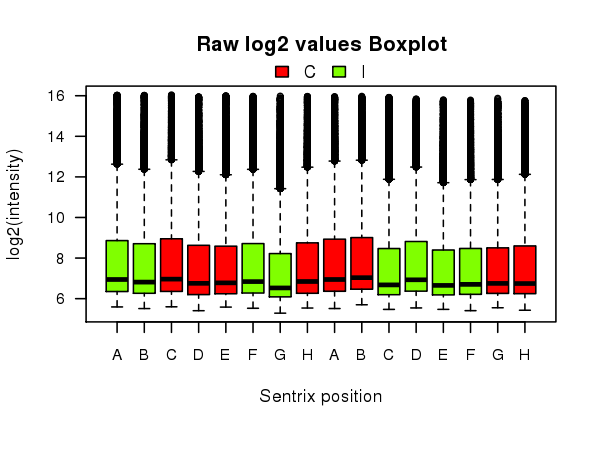 Raw log2 values Boxplot
C I
log2(intensity)
16
14
12
10
8
6
A B C D E F G H A B C D E F G H
Sentrix position